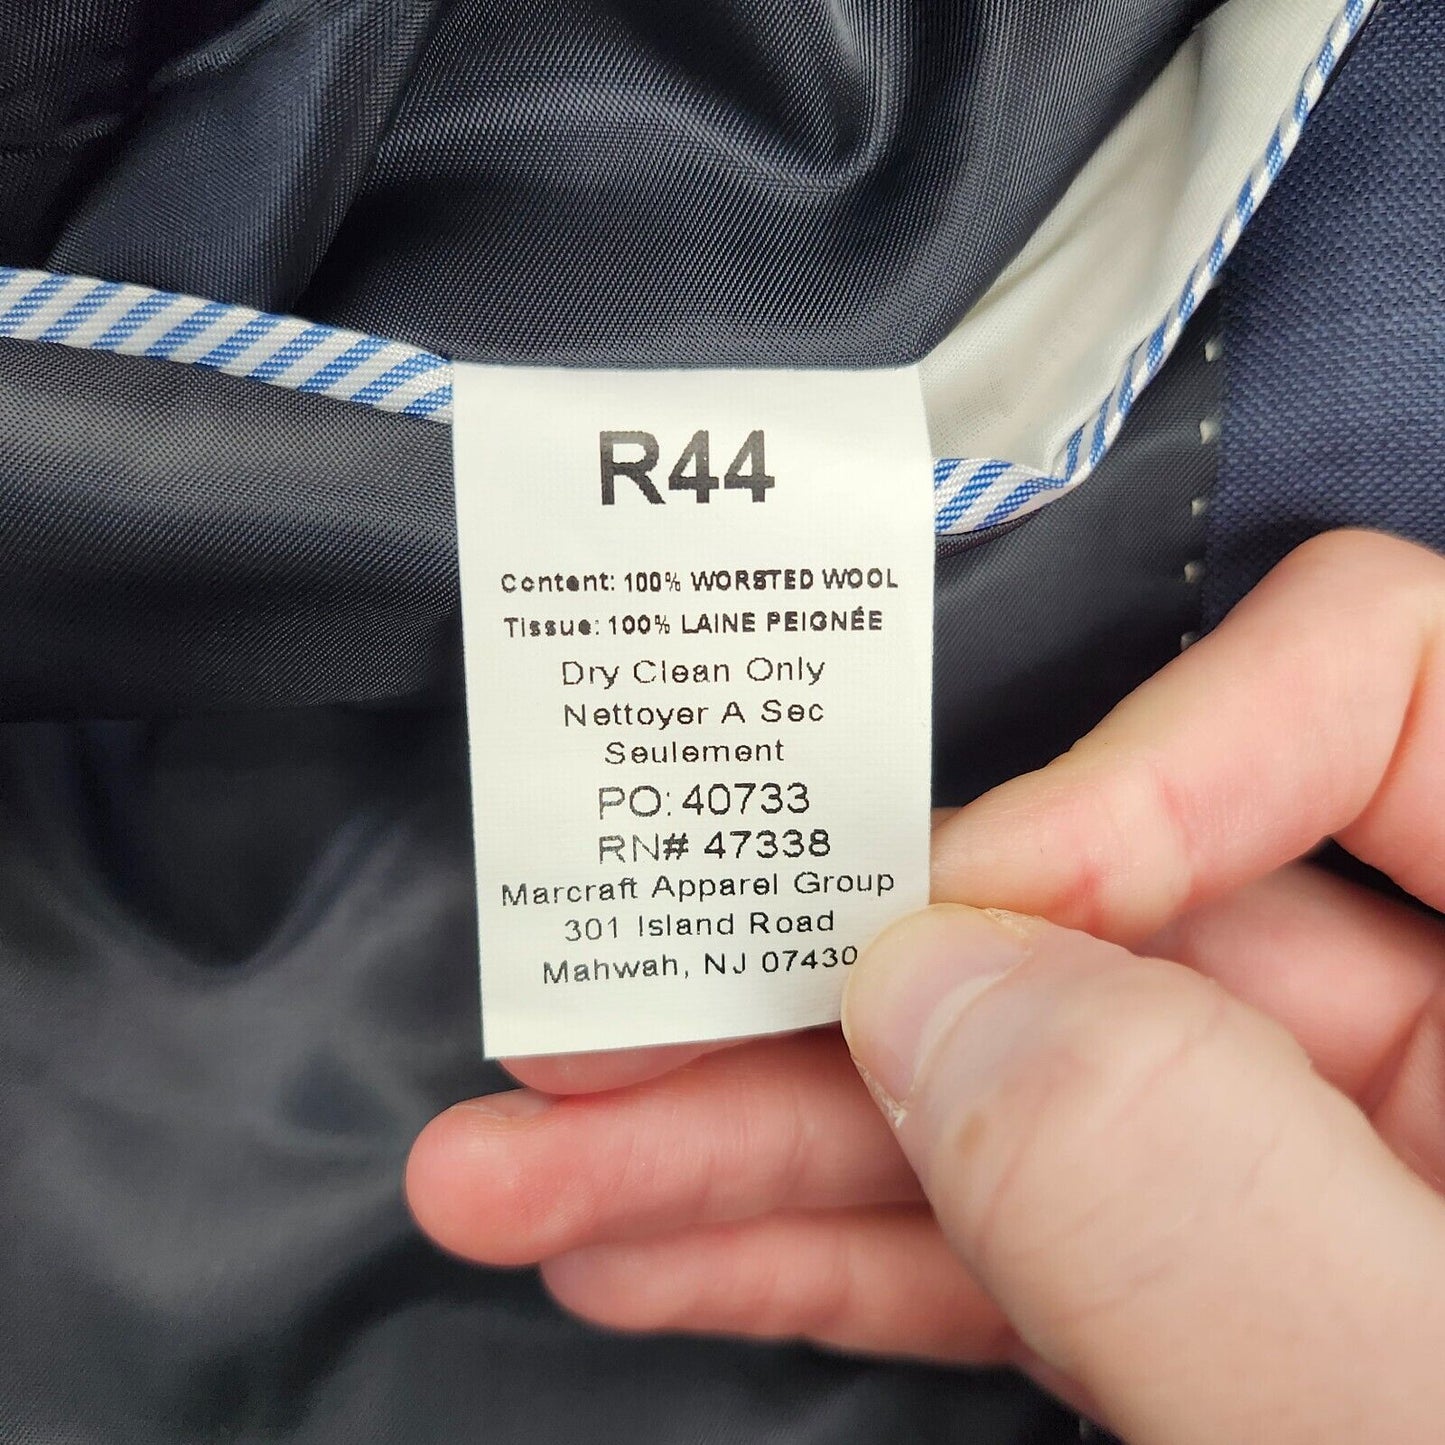 R44
Content: 100% WORSTED WOOL
Tissue: 100% LAINE PEIGNÉE
Dry Clean Only
Nettoyer A Sec
Seulement
PO: 40733
RN# 47338
Marcraft Apparel Group
301 Island Road
Mahwah, NJ 07430